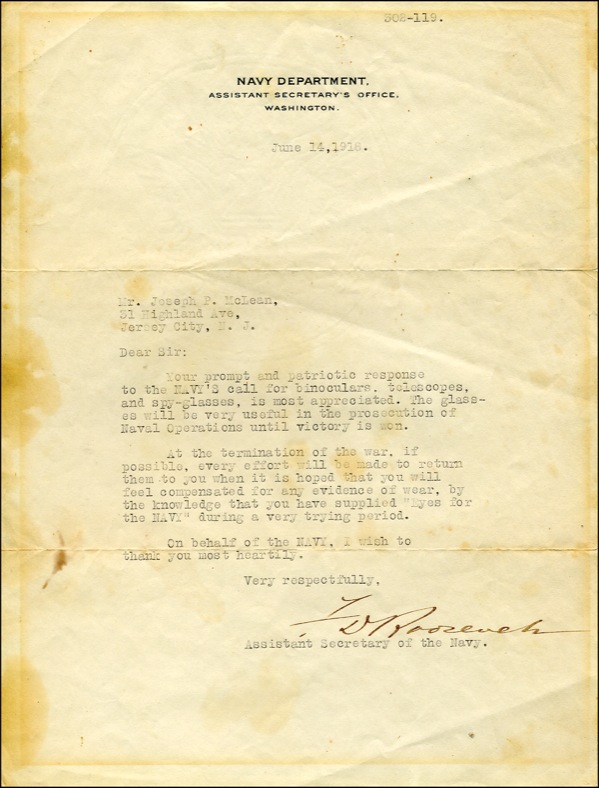 302-119.
NAVY DEPARTMENT,
ASSISTANT SECRETARY'S OFFICE,
WASHINGTON.
June 14,1918.
Mr. Joseph P. McLean,
31 Highland Ave,
Jersey City, N. J.
Dear Sir:
Your prompt and patriotic response
to the NAVY'S call for binoculars. telescopes,
and spy-glasses, is most appreciated. The glass-
es will be very useful in the prosecution of
Naval Operations until victory is won.
At the termination of the war, if
possible, every effort will be made to return
them to you when it is hoped that you will
feel compensated for any evidence of wear, by
the knowledge that you have supplied "Eyes for
the NAVY" during a very trying period.
On behalf of the NAVY, I wish to
thank you most heartily.
Very respectfully,
F D Roosevelt
Assistant Secretary of the Navy.